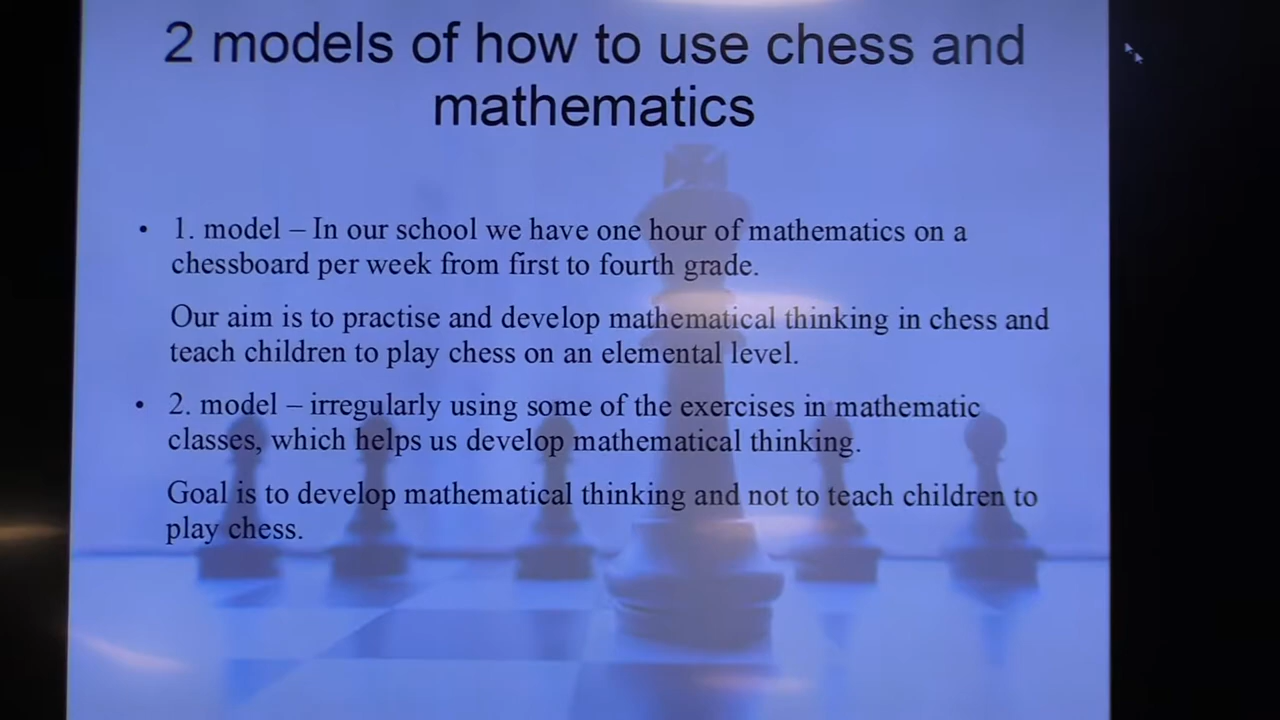 2 models of how to use chess and
mathematics
• 1. model – In our school we have one hour of mathematics on a
chessboard per week from first to fourth grade.
Our aim is to practise and develop mathematical thinking in chess and
teach children to play chess on an elemental level.
• 2. model – irregularly using some of the exercises in mathematic
classes, which helps us develop mathematical thinking.
Goal is to develop mathematical thinking and not to teach children to
play chess.